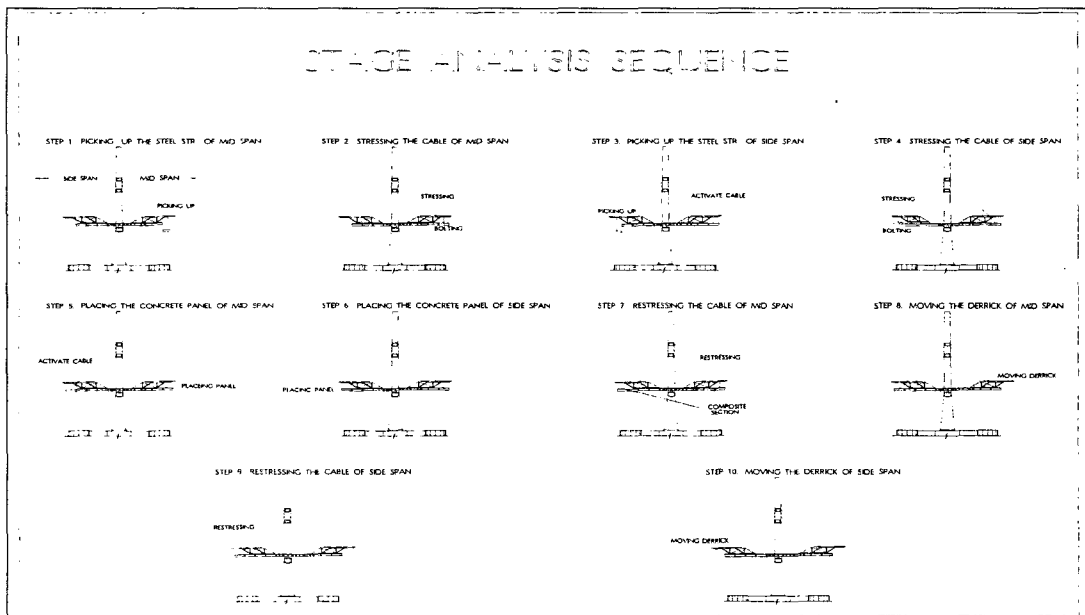 STAGE ANALYSIS SEQUENCE
STEP 1. PICKING UP THE STEEL STR. OF MID SPAN
SIDE SPAN
MID SPAN
PICKING UP
STEP 2. STRESSING THE CABLE OF MID SPAN
STRESSING
BOLTING
STEP 3. PICKING UP THE STEEL STR. OF SIDE SPAN
ACTIVATE CABLE
PICKING UP
STEP 4. STRESSING THE CABLE OF SIDE SPAN
STRESSING
BOLTING
STEP 5. PLACING THE CONCRETE PANEL OF MID SPAN
ACTIVATE CABLE
PLACEING PANEL
STEP 6. PLACING THE CONCRETE PANEL OF SIDE SPAN
PLACING PANEL
STEP 7. RESTRESSING THE CABLE OF MID SPAN
RESTRESSING
COMPOSITE
SECTION
STEP 8. MOVING THE DERRICK OF MID SPAN
MOVING DERRICK
STEP 9. RESTRESSING THE CABLE OF SIDE SPAN
RESTRESSING
STEP 10. MOVING THE DERRICK OF SIDE SPAN
MOVING DERRICK